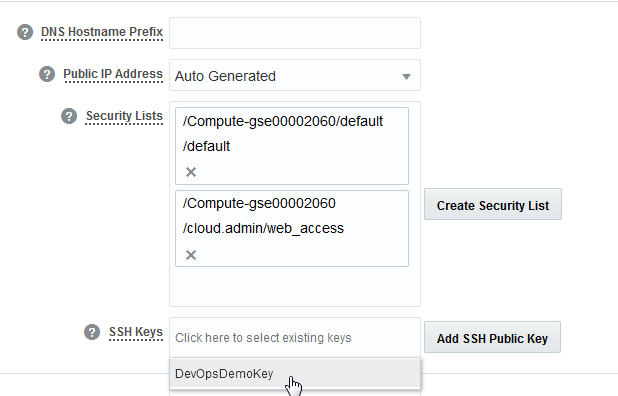 DNS Hostname Prefix
Public IP Address
Auto Generated
Security Lists
/Compute-gse00002060/default
/default
/Compute-gse00002060
/cloud.admin/web_access
Create Security List
SSH Keys
Click here to select existing keys
Add SSH Public Key
DevOpsDemoKey